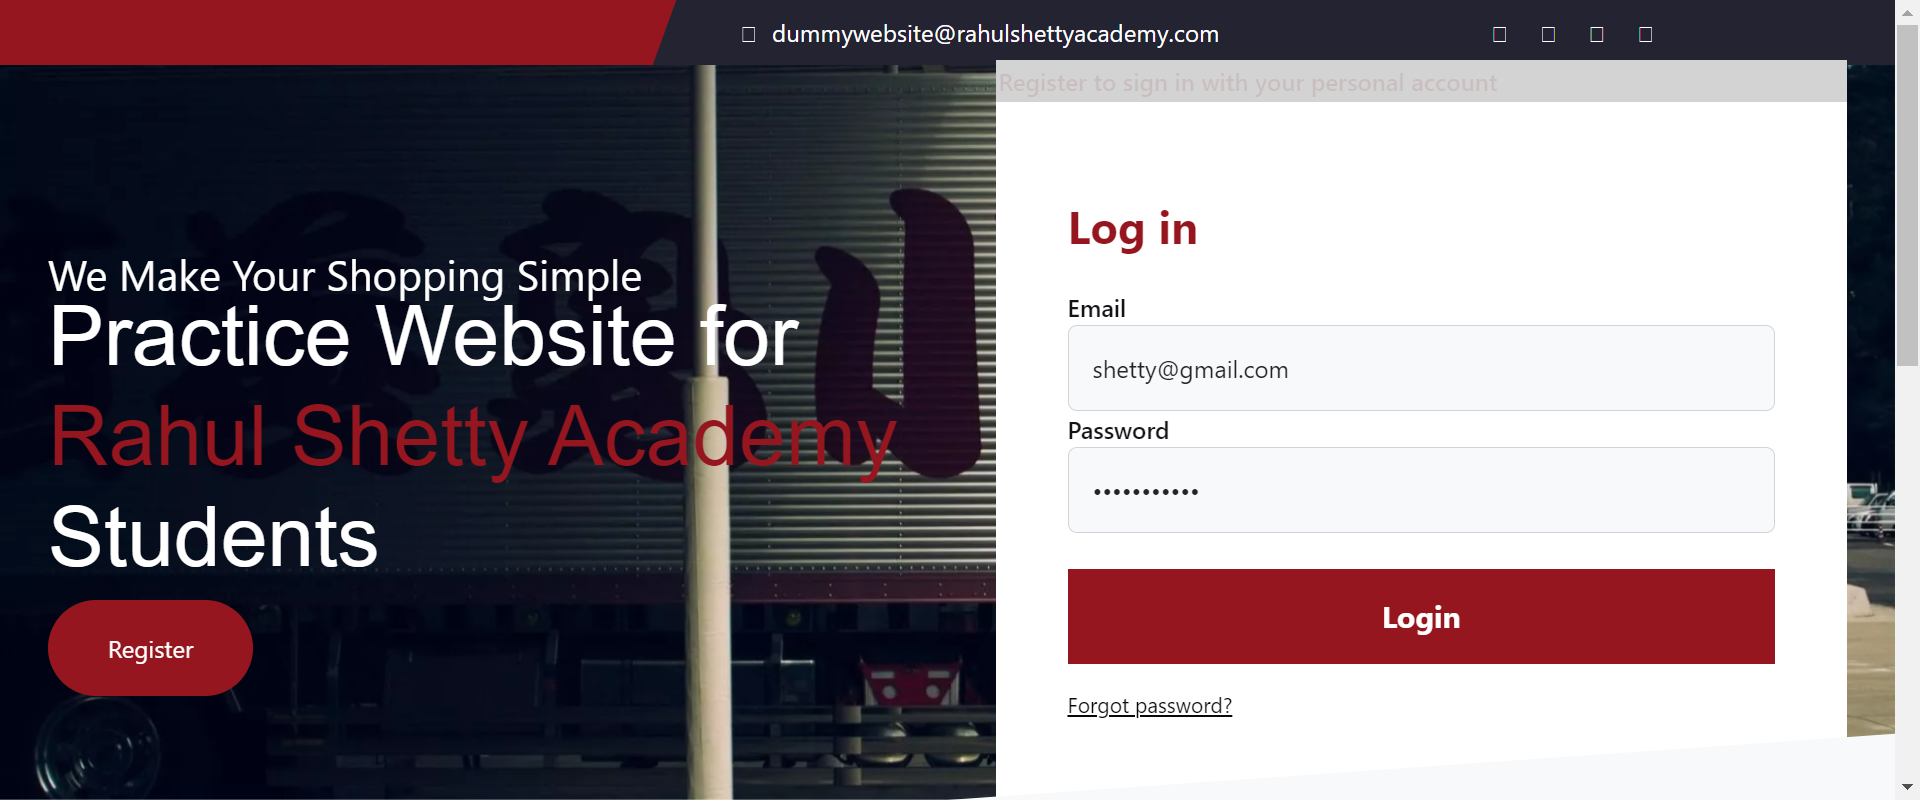 dummywebsite@rahulshettyacademy.com
Register to sign in with your personal account
We Make Your Shopping Simple
Practice Website for
Rahul Shetty Academy
Students
Register
Log in
Email
shetty@gmail.com
Password
•••••••••••
Login
Forgot password?